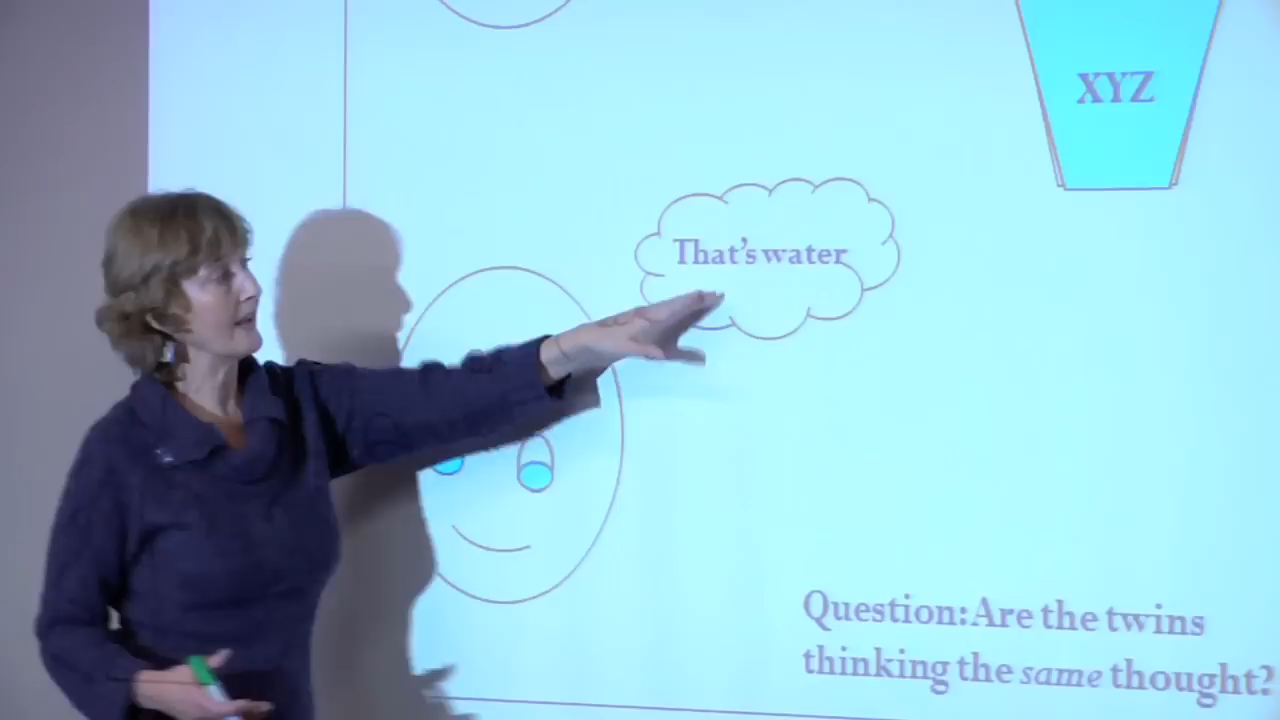 XYZ
That's water
Question: Are the twins
thinking the same thought?